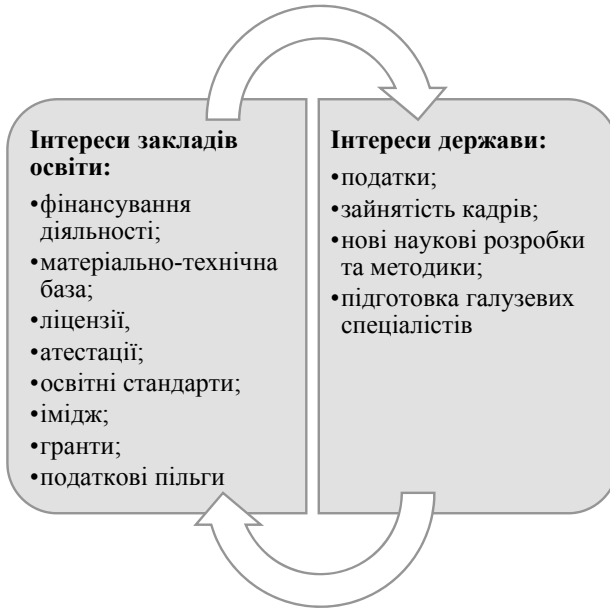 Інтереси закладів
освіти:
•фінансування
діяльності;
•матеріально-технічна
база;
•ліцензії,
•атестації;
•освітні стандарти;
•імідж;
•гранти;
•податкові пільги
Інтереси держави:
•податки;
•зайнятість кадрів;
•нові наукові розробки
та методики;
•підготовка галузевих
спеціалістів